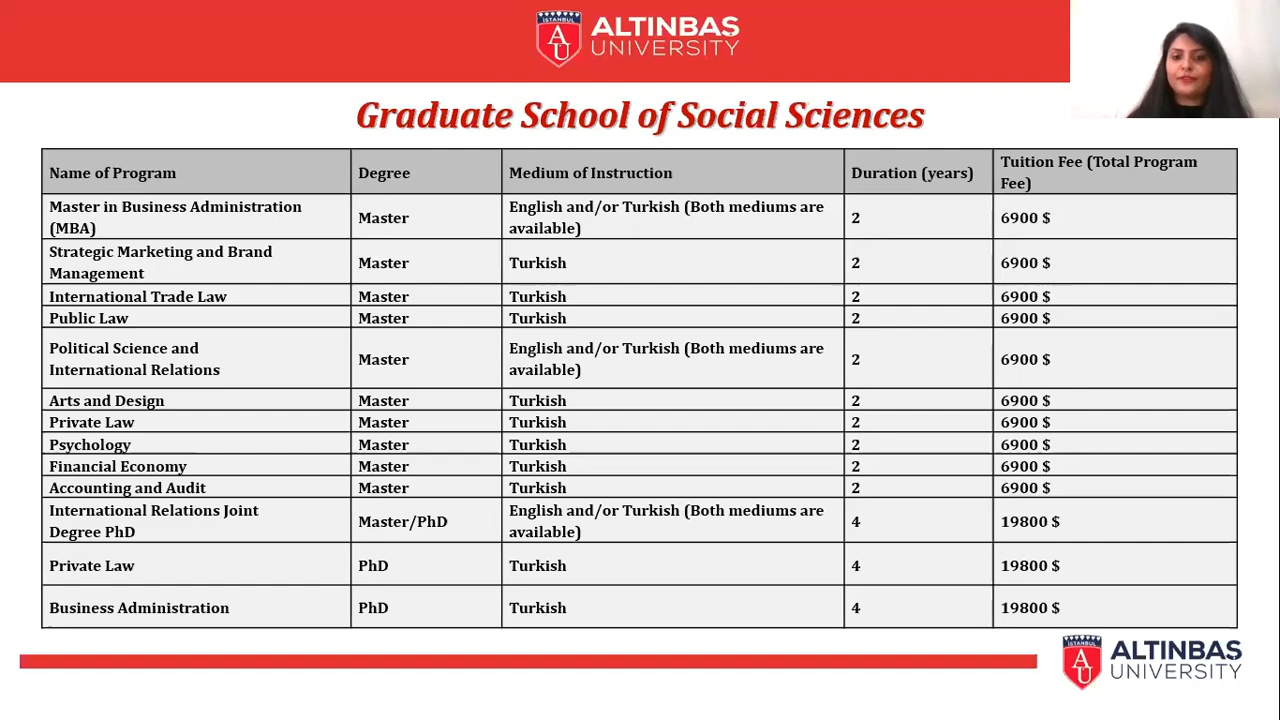 ISTANBUL
AU
ALTINBAS
UNIVERSITY
Graduate School of Social Sciences
Name of Program Degree Medium of Instruction Duration (years) Tuition Fee (Total Program
Fee)
Master in Business Administration
(MBA) Master English and/or Turkish (Both mediums are
available) 2 6900 $
Strategic Marketing and Brand
Management Master Turkish 2 6900 $
International Trade Law Master Turkish 2 6900 $
Public Law Master Turkish 2 6900 $
Political Science and
International Relations Master English and/or Turkish (Both mediums are
available) 2 6900 $
Arts and Design Master Turkish 2 6900 $
Private Law Master Turkish 2 6900 $
Psychology Master Turkish 2 6900 $
Financial Economy Master Turkish 2 6900 $
Accounting and Audit Master Turkish 2 6900 $
International Relations Joint
Degree PhD Master/PhD English and/or Turkish (Both mediums are
available) 4 19800 $
Private Law PhD Turkish 4 19800 $
Business Administration PhD Turkish 4 19800 $
ISTANBUL
AU
ALTINBAS
UNIVERSITY